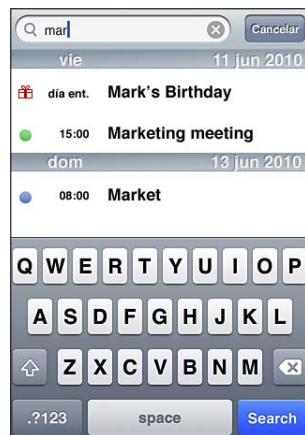 mar Cancelar
vie 11 jun 2010
día ent. Mark's Birthday
15:00 Marketing meeting
dom 13 jun 2010
08:00 Market
Q W E R T Y U I O P
A S D F G H J K L
Z X C V B N M
.?123 space Search